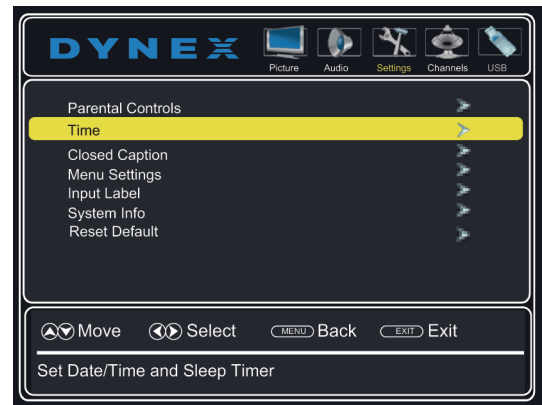 DYNEX
Picture Audio Settings Channels USB
Parental Controls
Time
Closed Caption
Menu Settings
Input Label
System Info
Reset Default
Move Select MENU Back EXIT Exit
Set Date/Time and Sleep Timer